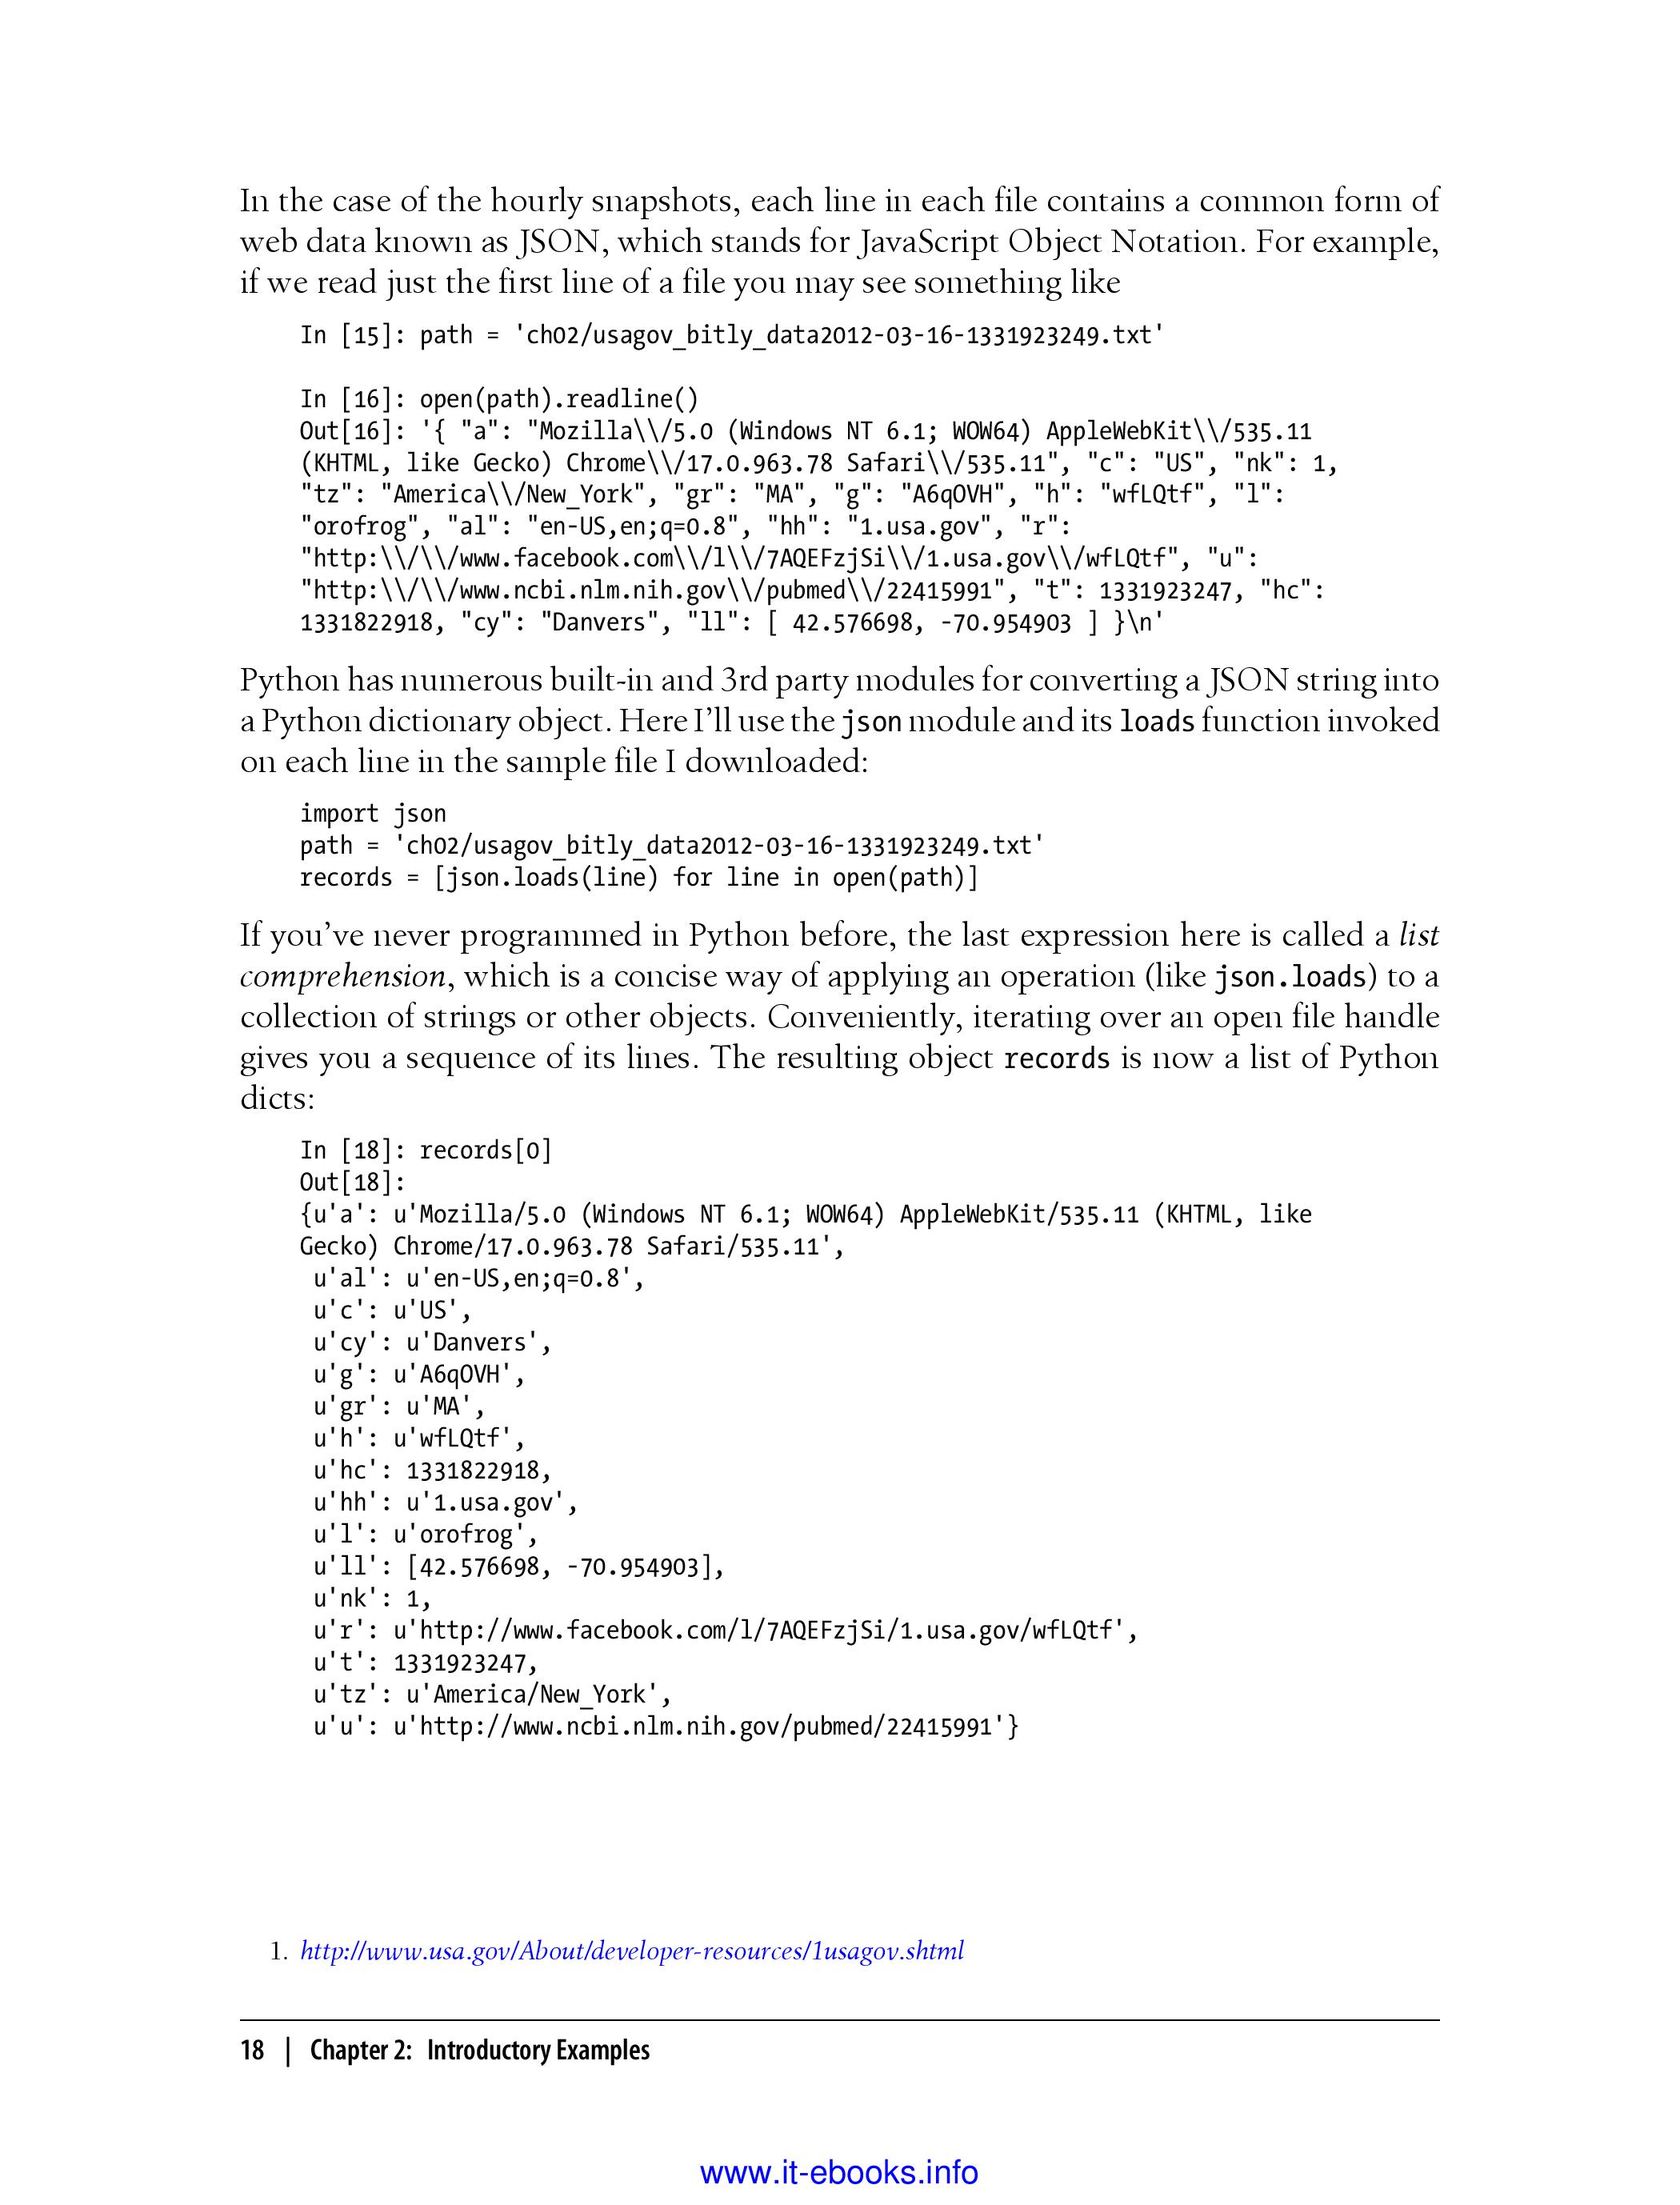 In the case of the hourly snapshots, each line in each file contains a common form of
web data known as JSON, which stands for JavaScript Object Notation. For example,
if we read just the first line of a file you may see something like
In [15]: path = 'ch02/usagov_bitly_data2012-03-16-1331923249.txt'
In [16]: open(path).readline()
Out[16]: '{ "a": "Mozilla\\/5.0 (Windows NT 6.1; WOW64) AppleWebKit\\/535.11
(KHTML, like Gecko) Chrome\\/17.0.963.78 Safari\\/535.11", "c": "US", "nk": 1,
"tz": "America\\/New_York", "gr": "MA", "g": "A6qOVH", "h": "wfLQtf", "l":
"orofrog", "al": "en-US,en;q=0.8", "hh": "1.usa.gov", "r":
"http:\\/\\/www.facebook.com\\/l\\/7AQEFzjSi\\/1.usa.gov\\/wfLQtf", "u":
"http:\\/\\/www.ncbi.nlm.nih.gov\\/pubmed\\/22415991", "t": 1331923247, "hc":
1331822918, "cy": "Danvers", "ll": [ 42.576698, -70.954903 ] }\n'
Python has numerous built-in and 3rd party modules for converting a JSON string into
a Python dictionary object. Here I’ll use the json module and its loads function invoked
on each line in the sample file I downloaded:
import json
path = 'ch02/usagov_bitly_data2012-03-16-1331923249.txt'
records = [json.loads(line) for line in open(path)]
If you’ve never programmed in Python before, the last expression here is called a list
comprehension, which is a concise way of applying an operation (like json.loads) to a
collection of strings or other objects. Conveniently, iterating over an open file handle
gives you a sequence of its lines. The resulting object records is now a list of Python
dicts:
In [18]: records[0]
Out[18]:
{u'a': u'Mozilla/5.0 (Windows NT 6.1; WOW64) AppleWebKit/535.11 (KHTML, like
Gecko) Chrome/17.0.963.78 Safari/535.11',
u'al': u'en-US,en;q=0.8',
u'c': u'US',
u'cy': u'Danvers',
u'g': u'A6qOVH',
u'gr': u'MA',
u'h': u'wfLQtf',
u'hc': 1331822918,
u'hh': u'1.usa.gov',
u'l': u'orofrog',
u'll': [42.576698, -70.954903],
u'nk': 1,
u'r': u'http://www.facebook.com/l/7AQEFzjSi/1.usa.gov/wfLQtf',
u't': 1331923247,
u'tz': u'America/New_York',
u'u': u'http://www.ncbi.nlm.nih.gov/pubmed/22415991'}
1. http://www.usa.gov/About/developer-resources/1usagov.shtml
18 | Chapter 2: Introductory Examples
www.it-ebooks.info